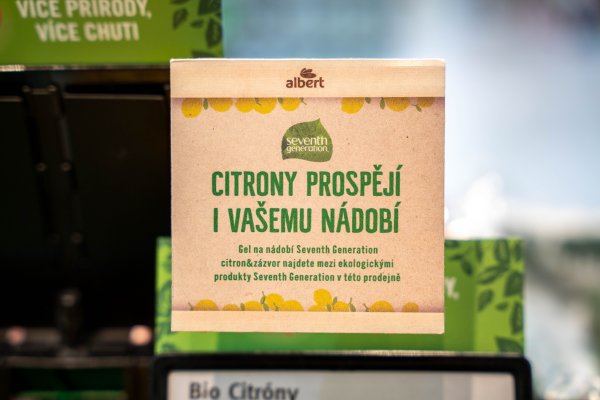 VÍCE PŘÍRODY,
VÍCE CHUTI
albert
seventh
generation
CITRONY PROSPĚJÍ
I VAŠEMU NÁDOBÍ
Gel na nádobí Seventh Generation
citron&zázvor najdete mezi ekologickými
produkty Seventh Generation v této prodejně
Bio Citróny